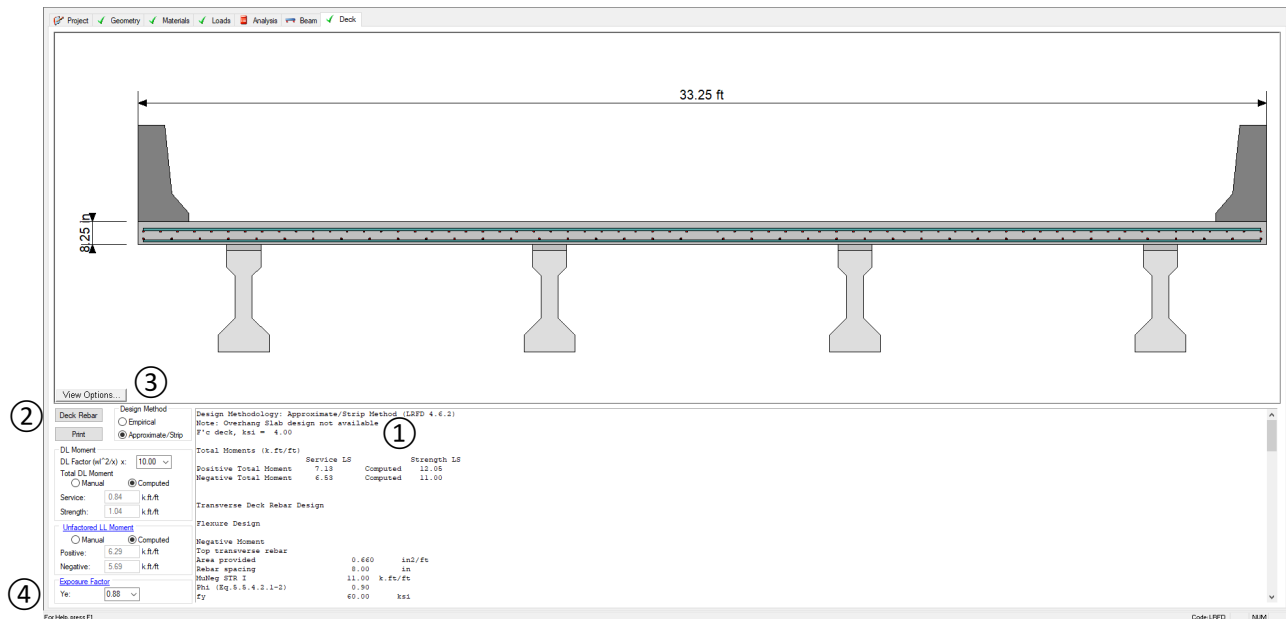 Project Geometry Materials Loads Analysis Beam Deck
33.25 ft
8.25 in
View Options...
③
②
Deck Rebar
Print
Design Method
Empirical
Approximate/Strip
DL Moment
DL Factor (wl^2/x) x: 10.00
Total DL Moment
Manual Computed
Service: 0.84 k.ft/ft
Strength: 1.04 k.ft/ft
Unfactored LL Moment
Manual Computed
Positive: 6.29 k.ft/ft
Negative: 5.69 k.ft/ft
④
Exposure Factor
Ye: 0.88
①
Design Methodology: Approximate/Strip Method (LRFD 4.6.2)
Note: Overhang Slab design not available
F'c deck, ksi = 4.00
Total Moments (k.ft/ft)
Service LS Strength LS
Positive Total Moment 7.13 Computed 12.05
Negative Total Moment 6.53 Computed 11.00
Transverse Deck Rebar Design
Flexure Design
Negative Moment
Top transverse rebar
Area provided 0.660 in2/ft
Rebar spacing 8.00 in
MuNeg STR I 11.00 k.ft/ft
Phi (Eq.5.5.4.2.1-2) 0.90
fy 60.00 ksi
For Help, press F1 Code: LRFD NUM